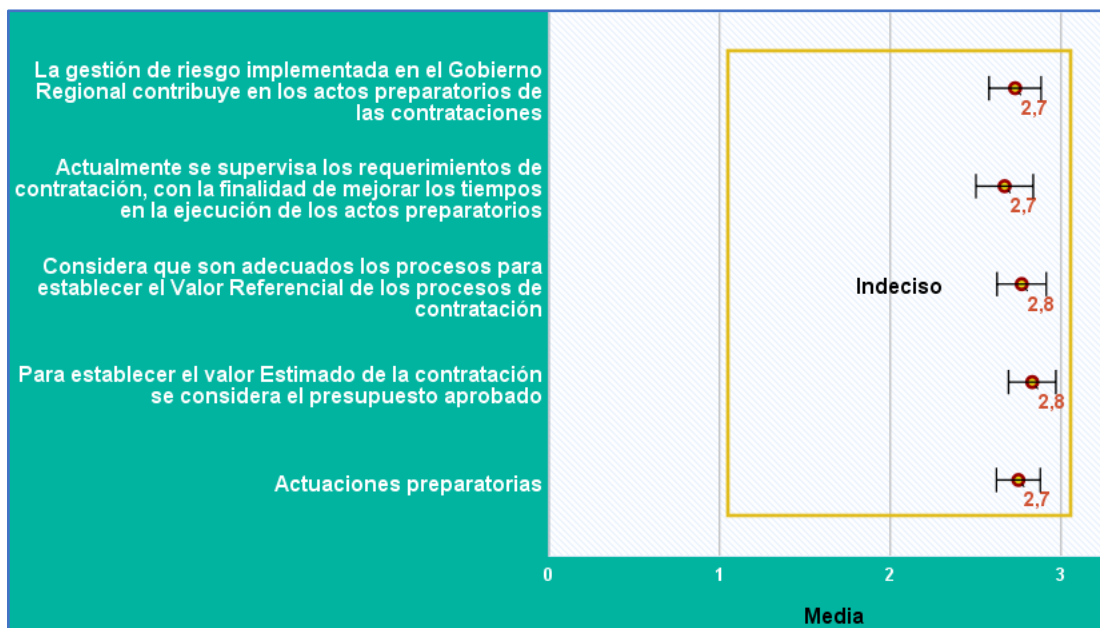 La gestión de riesgo implementada en el Gobierno
Regional contribuye en los actos preparatorios de
las contrataciones
2,7
Actualmente se supervisa los requerimientos de
contratación, con la finalidad de mejorar los tiempos
en la ejecución de los actos preparatorios
2,7
Considera que son adecuados los procesos para
establecer el Valor Referencial de los procesos de
contratación
Indeciso
2,8
Para establecer el valor Estimado de la contratación
se considera el presupuesto aprobado
2,8
Actuaciones preparatorias
2,7
0 1 2 3
Media